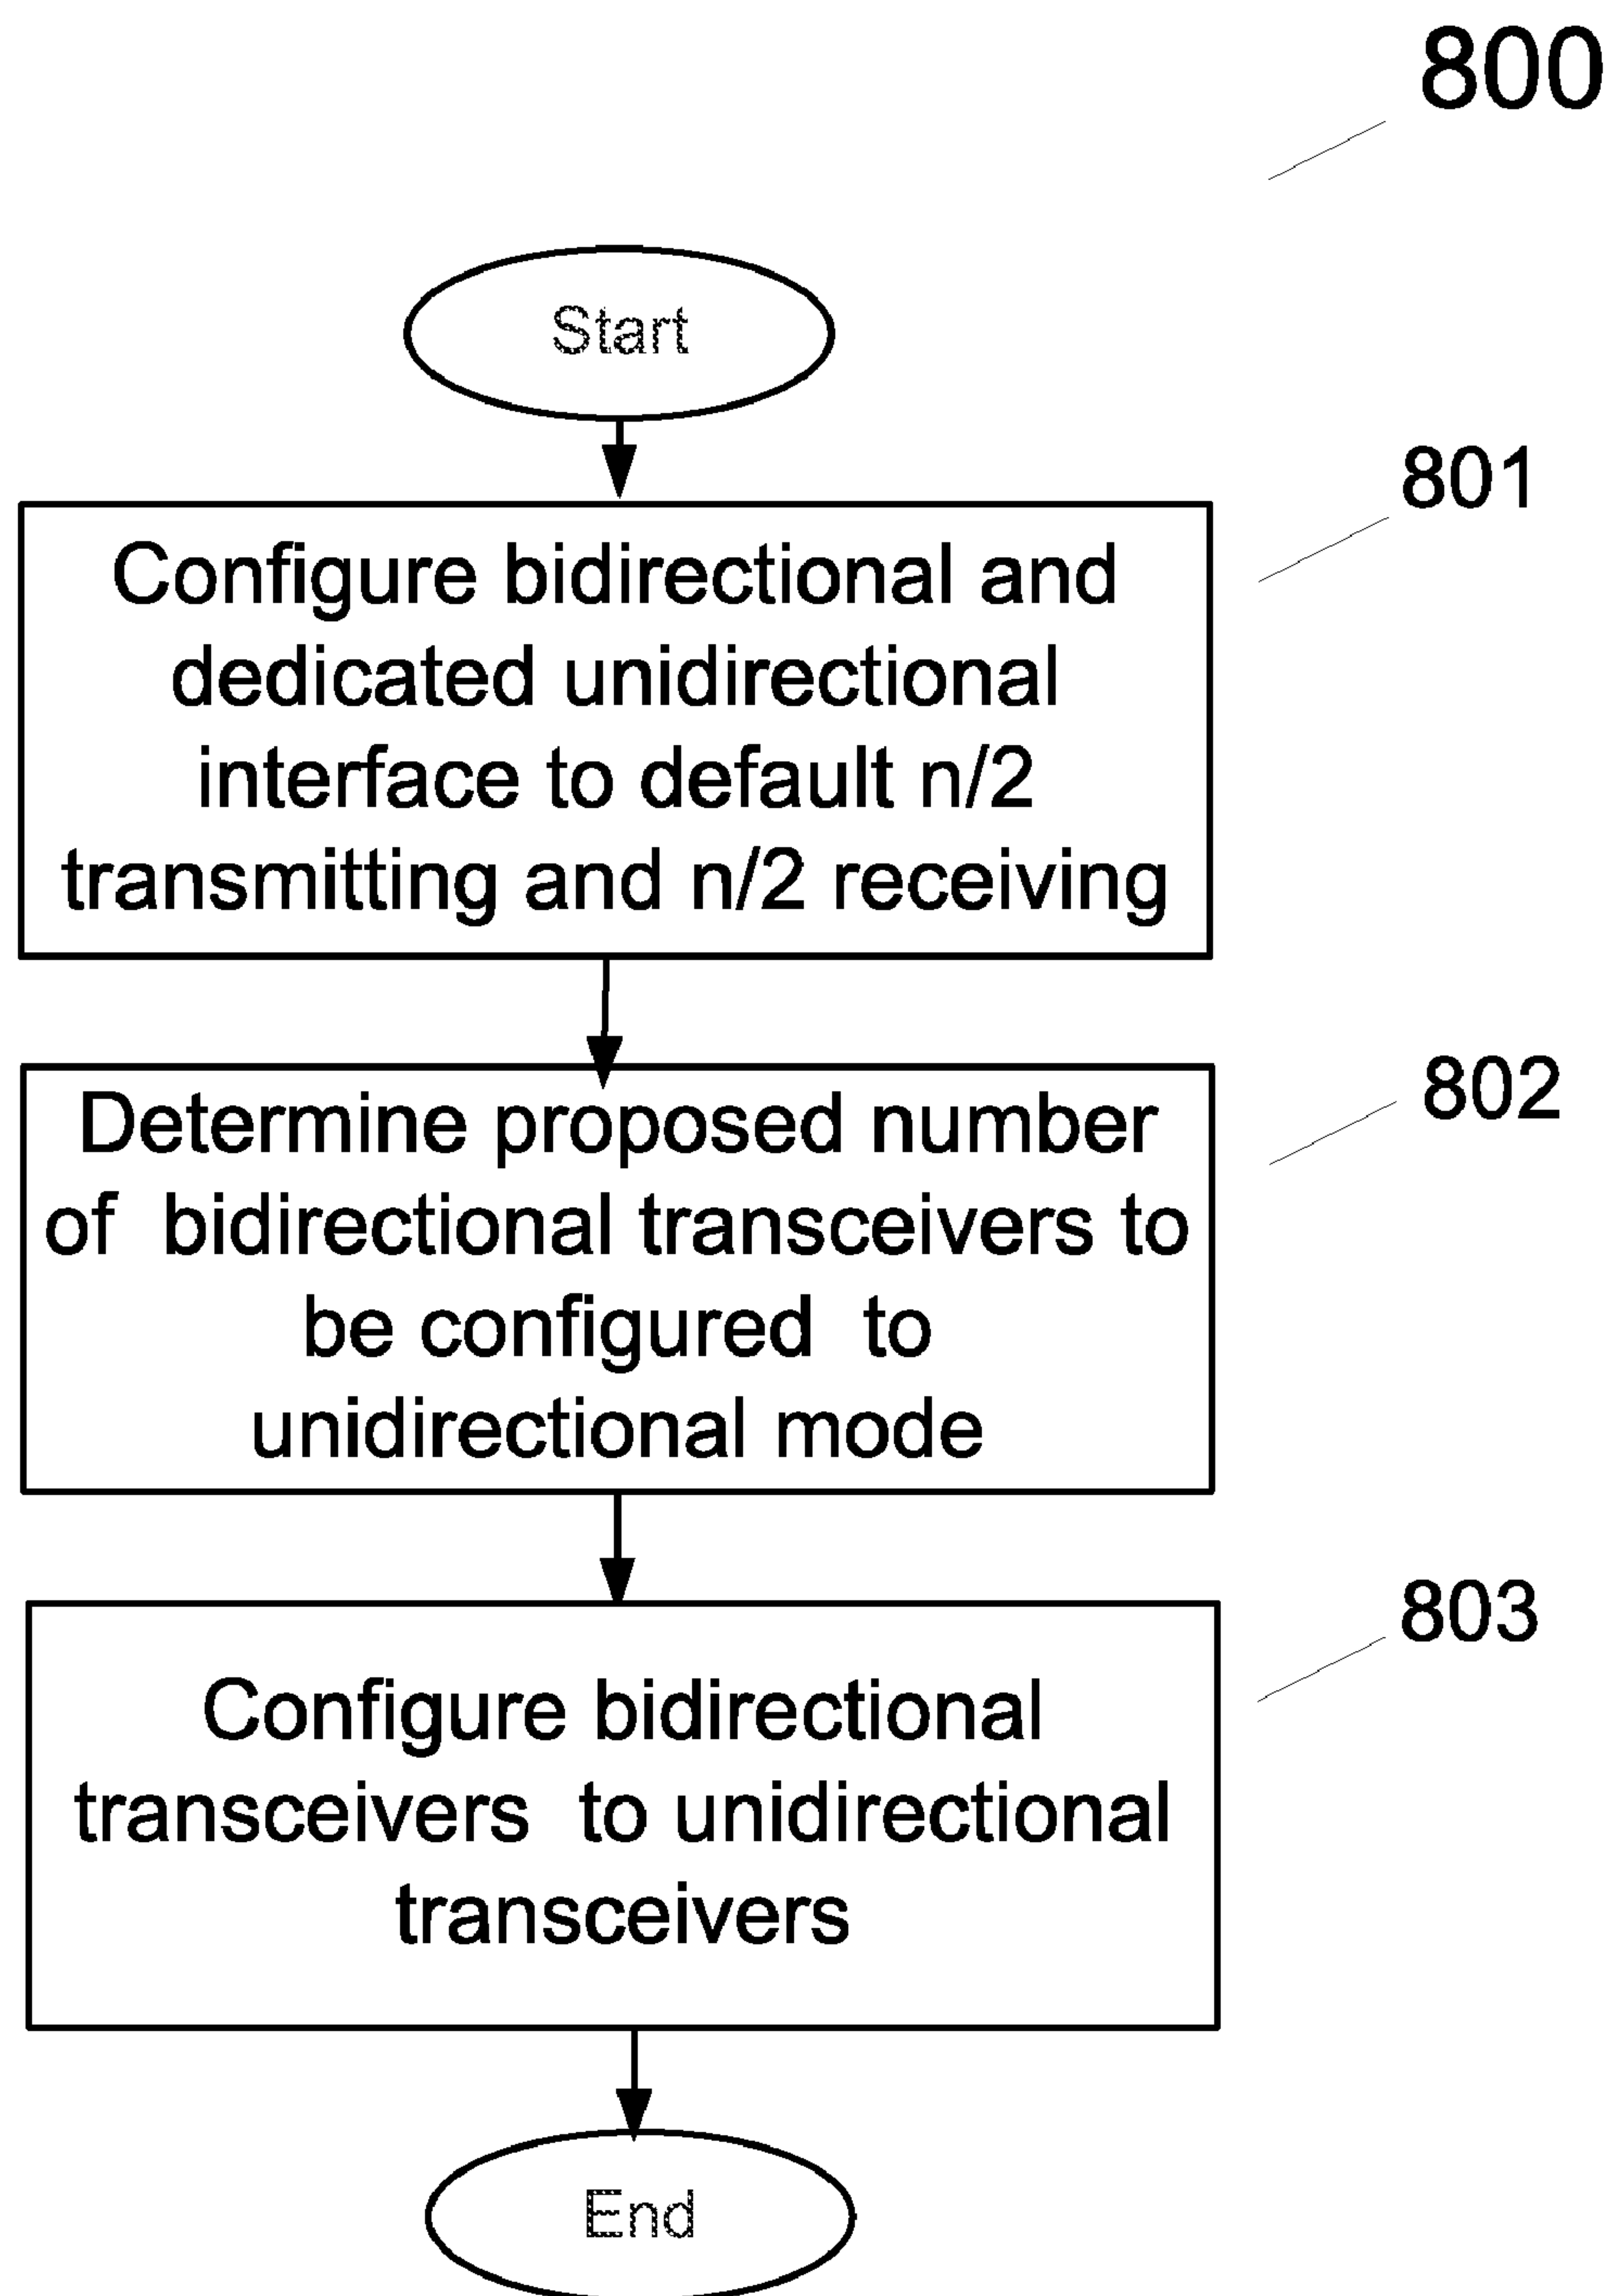 800
Start
801
Configure bidirectional and
dedicated unidirectional
interface to default n/2
transmitting and n/2 receiving
802
Determine proposed number
of bidirectional transceivers to
be configured to
unidirectional mode
803
Configure bidirectional
transceivers to unidirectional
transceivers
End